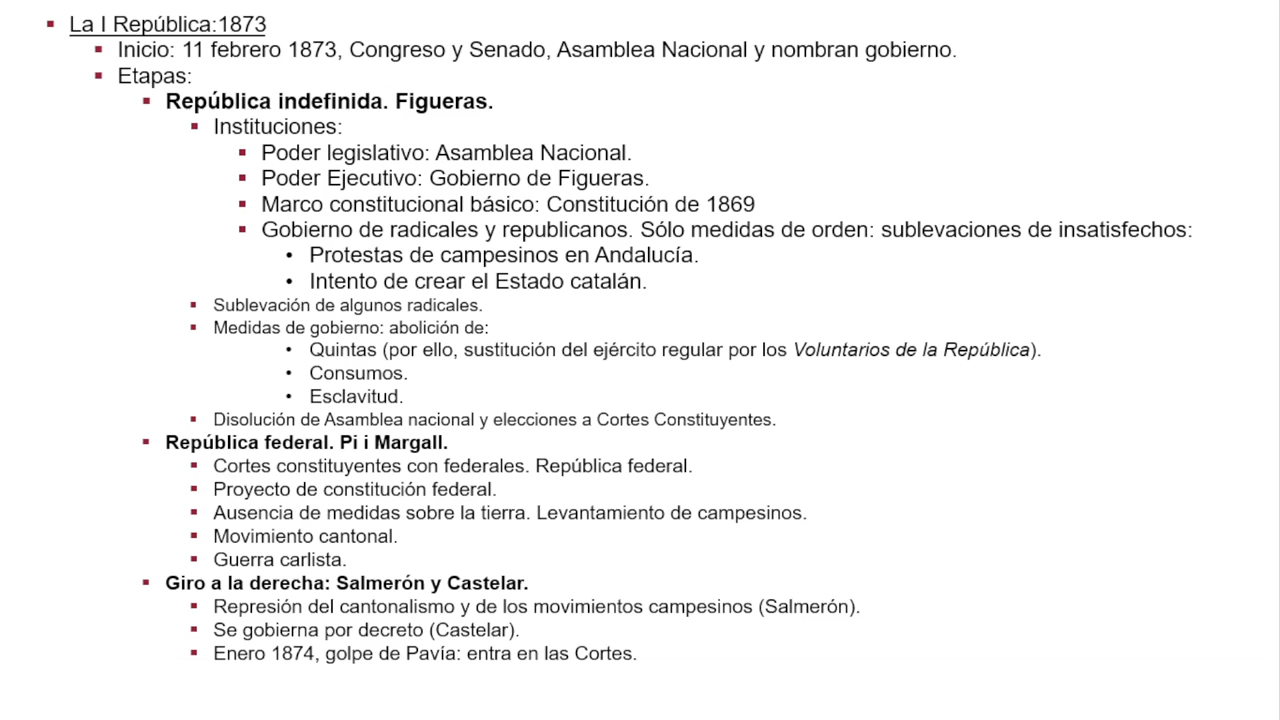 La I República:1873
Inicio: 11 febrero 1873, Congreso y Senado, Asamblea Nacional y nombran gobierno.
Etapas:
República indefinida. Figueras.
Instituciones:
Poder legislativo: Asamblea Nacional.
Poder Ejecutivo: Gobierno de Figueras.
Marco constitucional básico: Constitución de 1869
Gobierno de radicales y republicanos. Sólo medidas de orden: sublevaciones de insatisfechos:
Protestas de campesinos en Andalucía.
Intento de crear el Estado catalán.
Sublevación de algunos radicales.
Medidas de gobierno: abolición de:
Quintas (por ello, sustitución del ejército regular por los Voluntarios de la República).
Consumos.
Esclavitud.
Disolución de Asamblea nacional y elecciones a Cortes Constituyentes.
República federal. Pi i Margall.
Cortes constituyentes con federales. República federal.
Proyecto de constitución federal.
Ausencia de medidas sobre la tierra. Levantamiento de campesinos.
Movimiento cantonal.
Guerra carlista.
Giro a la derecha: Salmerón y Castelar.
Represión del cantonalismo y de los movimientos campesinos (Salmerón).
Se gobierna por decreto (Castelar).
Enero 1874, golpe de Pavía: entra en las Cortes.